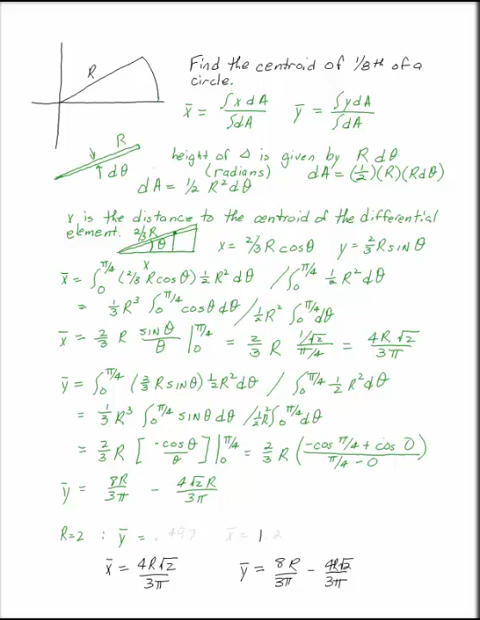 R
Find the centroid of 1/8th of a
circle.
x̄ = ∫x dA / ∫dA   ȳ = ∫y dA / ∫dA
R
dθ
height of Δ is given by R dθ
(radians)   dA = (1/2)(R)(R dθ)
dA = 1/2 R² dθ
x is the distance to the centroid of the differential
element.   2/3 R   θ   x   x = 2/3 R cos θ   y = 2/3 R sin θ
x̄ = ∫₀^π/4 (2/3 R cos θ) 1/2 R² dθ / ∫₀^π/4 1/2 R² dθ
= 1/3 R³ ∫₀^π/4 cos θ dθ / 1/2 R² ∫₀^π/4 dθ
x̄ = 2/3 R sin θ / θ |₀^π/4 = 2/3 R (1/√2) / (π/4) = 4R√2 / 3π
ȳ = ∫₀^π/4 (2/3 R sin θ) 1/2 R² dθ / ∫₀^π/4 1/2 R² dθ
= 1/3 R³ ∫₀^π/4 sin θ dθ / 1/2 R² ∫₀^π/4 dθ
= 2/3 R [-cos θ / θ] |₀^π/4 = 2/3 R ((-cos π/4 + cos 0) / (π/4 - 0))
ȳ = 8R / 3π - 4√2 R / 3π
R=2 : ȳ = .497   x̄ = 1.2
x̄ = 4R√2 / 3π   ȳ = 8R / 3π - 4R√2 / 3π